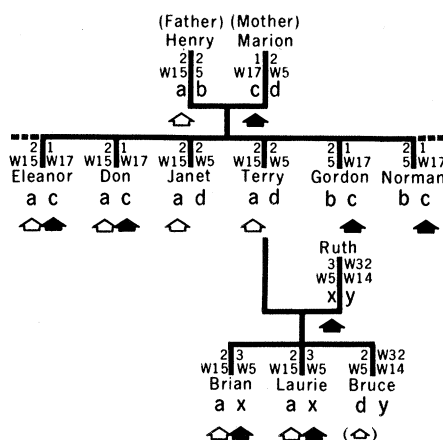 (Father) (Mother)
Henry Marion
2 2 1 2
W15 5 W17 W5
a b c d
2 1 2 1 2 2 2 2 2 1 2 1
W15 W17 W15 W17 W15 W5 W15 W5 5 W17 5 W17
Eleanor Don Janet Terry Gordon Norman
a c a c a d a d b c b c
Ruth
3 W32
W5 W14
x y
2 3 2 3 2 W32
W15 W5 W15 W5 W5 W14
Brian Laurie Bruce
a x a x d y
( )